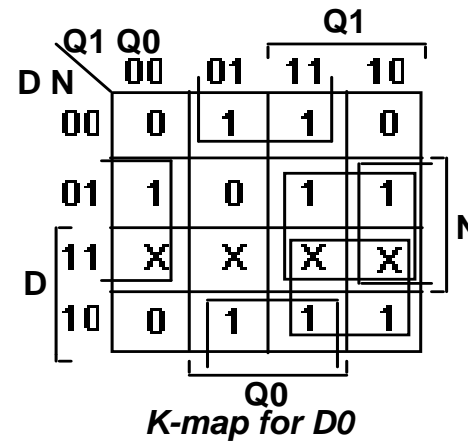 Q1
Q1 Q0
D N 00 01 11 10
00 0 1 1 0
01 1 0 1 1
N
D 11 X X X X
10 0 1 1 1
Q0
K-map for D0